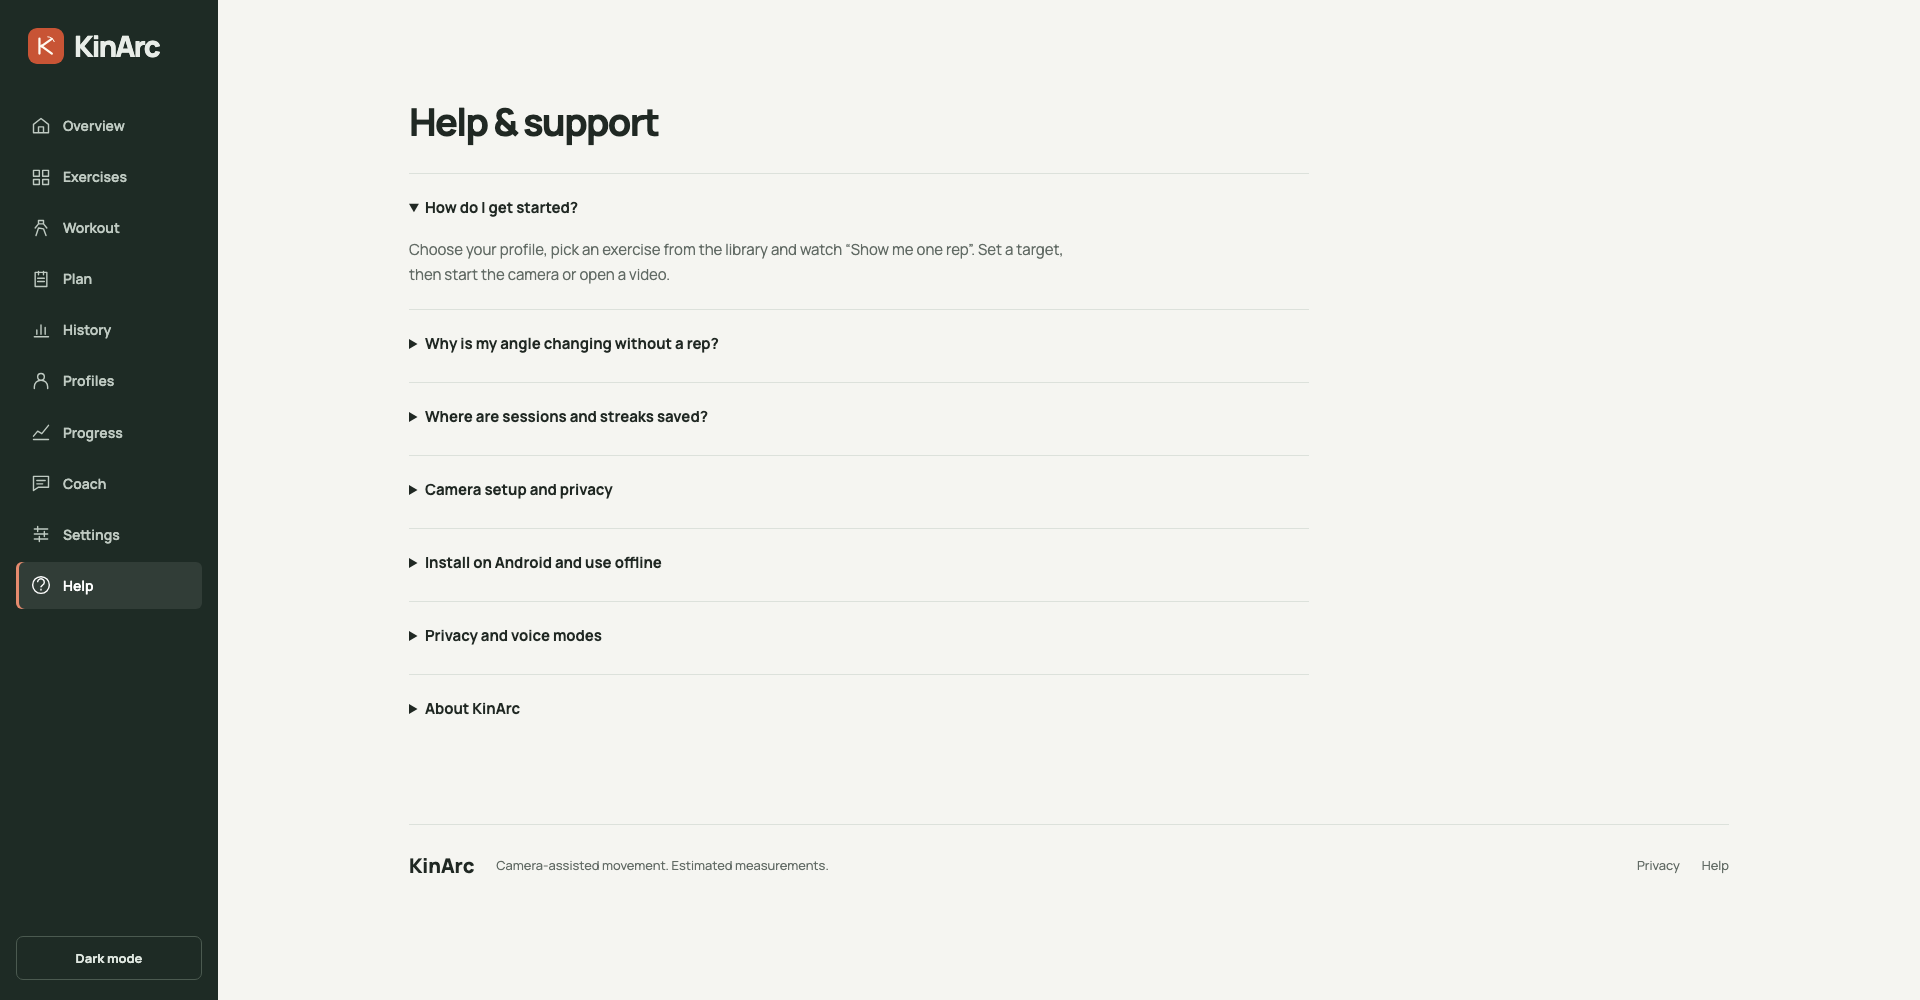 KinArc
Overview
Exercises
Workout
Plan
History
Profiles
Progress
Coach
Settings
Help
Dark mode
Help & support
How do I get started?
Choose your profile, pick an exercise from the library and watch “Show me one rep”. Set a target,
then start the camera or open a video.
Why is my angle changing without a rep?
Where are sessions and streaks saved?
Camera setup and privacy
Install on Android and use offline
Privacy and voice modes
About KinArc
KinArc Camera-assisted movement. Estimated measurements. Privacy Help